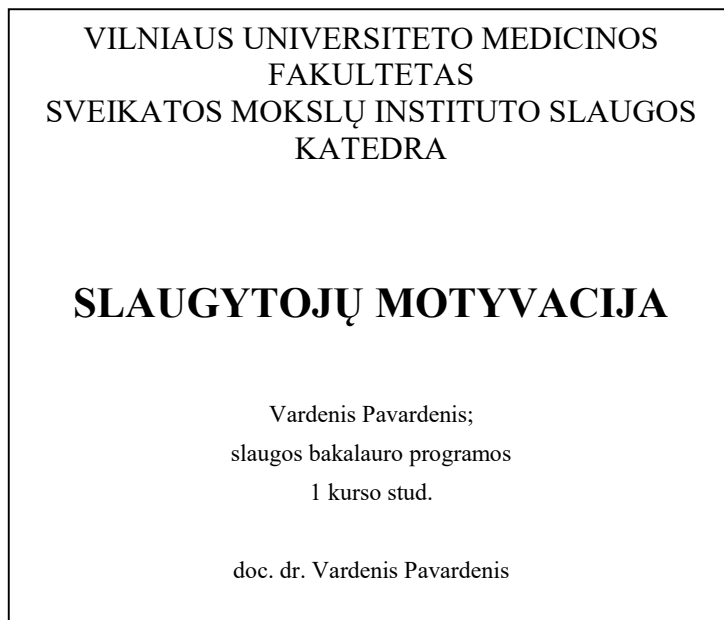 VILNIAUS UNIVERSITETO MEDICINOS
FAKULTETAS
SVEIKATOS MOKSLŲ INSTITUTO SLAUGOS
KATEDRA
SLAUGYTOJŲ MOTYVACIJA
Vardenis Pavardenis;
slaugos bakalauro programos
1 kurso stud.
doc. dr. Vardenis Pavardenis